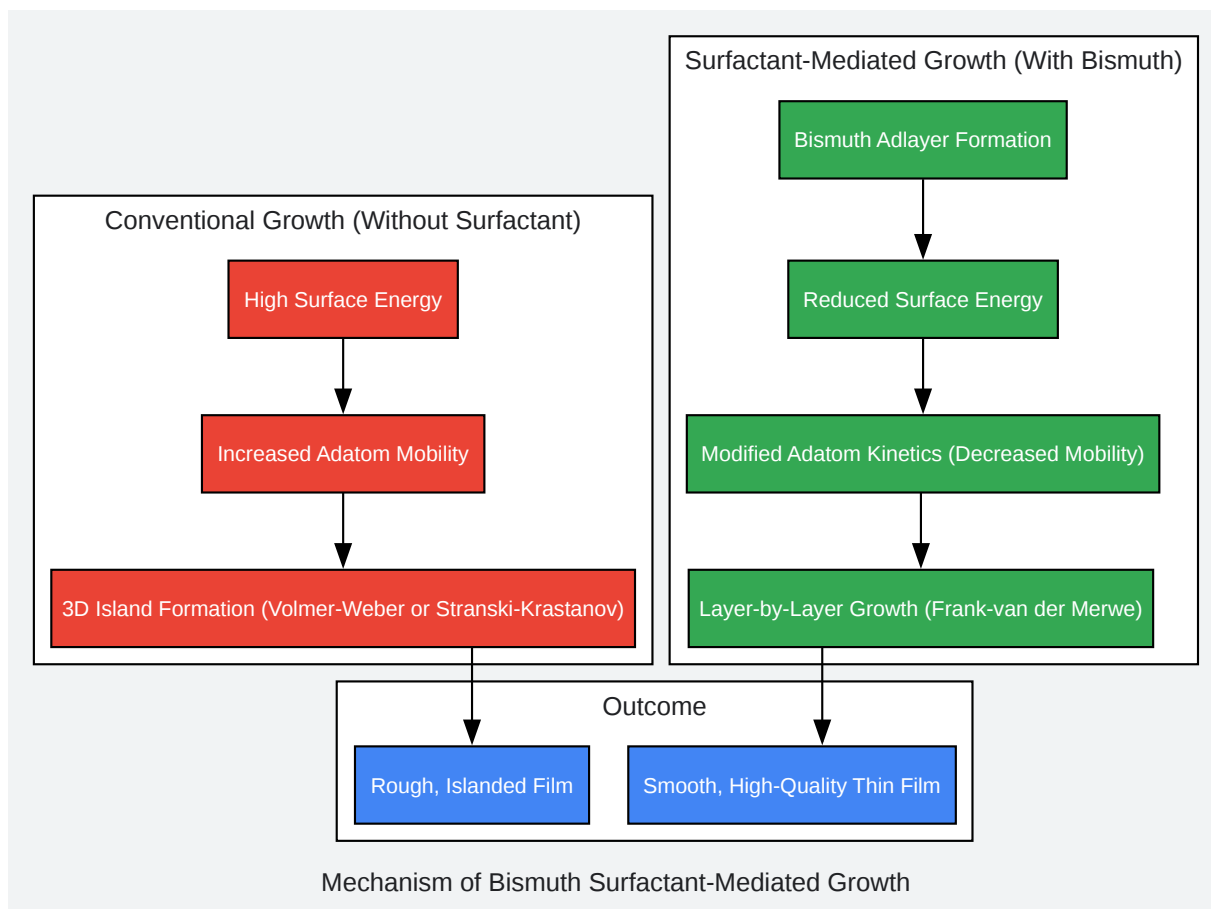 Surfactant-Mediated Growth (With Bismuth)
Bismuth Adlayer Formation
Reduced Surface Energy
Modified Adatom Kinetics (Decreased Mobility)
Layer-by-Layer Growth (Frank-van der Merwe)
Conventional Growth (Without Surfactant)
High Surface Energy
Increased Adatom Mobility
3D Island Formation (Volmer-Weber or Stranski-Krastanov)
Outcome
Rough, Islanded Film
Smooth, High-Quality Thin Film
Mechanism of Bismuth Surfactant-Mediated Growth